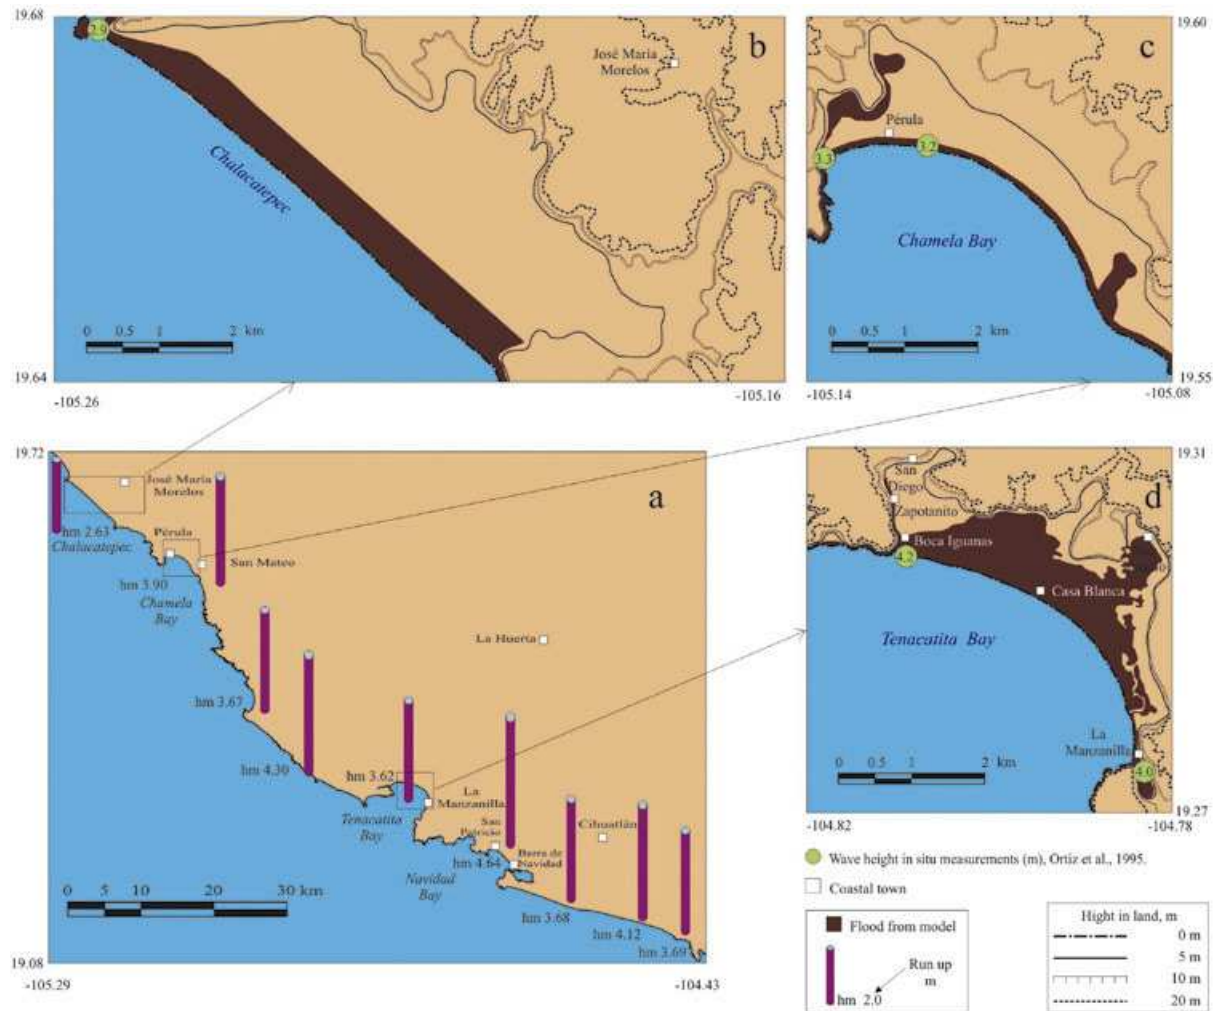 19.68
2.9
b
José María
Morelos
Chalacatepec
0 0.5 1 2 km
19.64
-105.26
-105.16
19.60
c
Pérula
3.3
3.2
Chamela Bay
0 0.5 1 2 km
19.55
-105.14
-105.08
19.72
a
José María
Morelos
hm 2.63
Chalacatepec
Pérula
San Mateo
hm 3.90
Chamela
Bay
La Huerta
hm 3.67
hm 4.30
hm 3.62
La
Manzanilla
Tenacatita
Bay
San
Patricio
Cihuatlán
hm 4.64
Barra de
Navidad
Navidad
Bay
hm 3.68
hm 4.12
hm 3.69
0 5 10 20 30 km
19.08
-105.29
-104.43
19.31
d
San
Diego
Zapotanito
Boca Iguanas
4.2
Casa Blanca
Tenacatita Bay
La
Manzanilla
4.0
0 0.5 1 2 km
19.27
-104.82
-104.78
Wave height in situ measurements (m), Ortiz et al., 1995.
Coastal town
Flood from model
Run up
m
hm 2.0
Hight in land, m
0 m
5 m
10 m
20 m